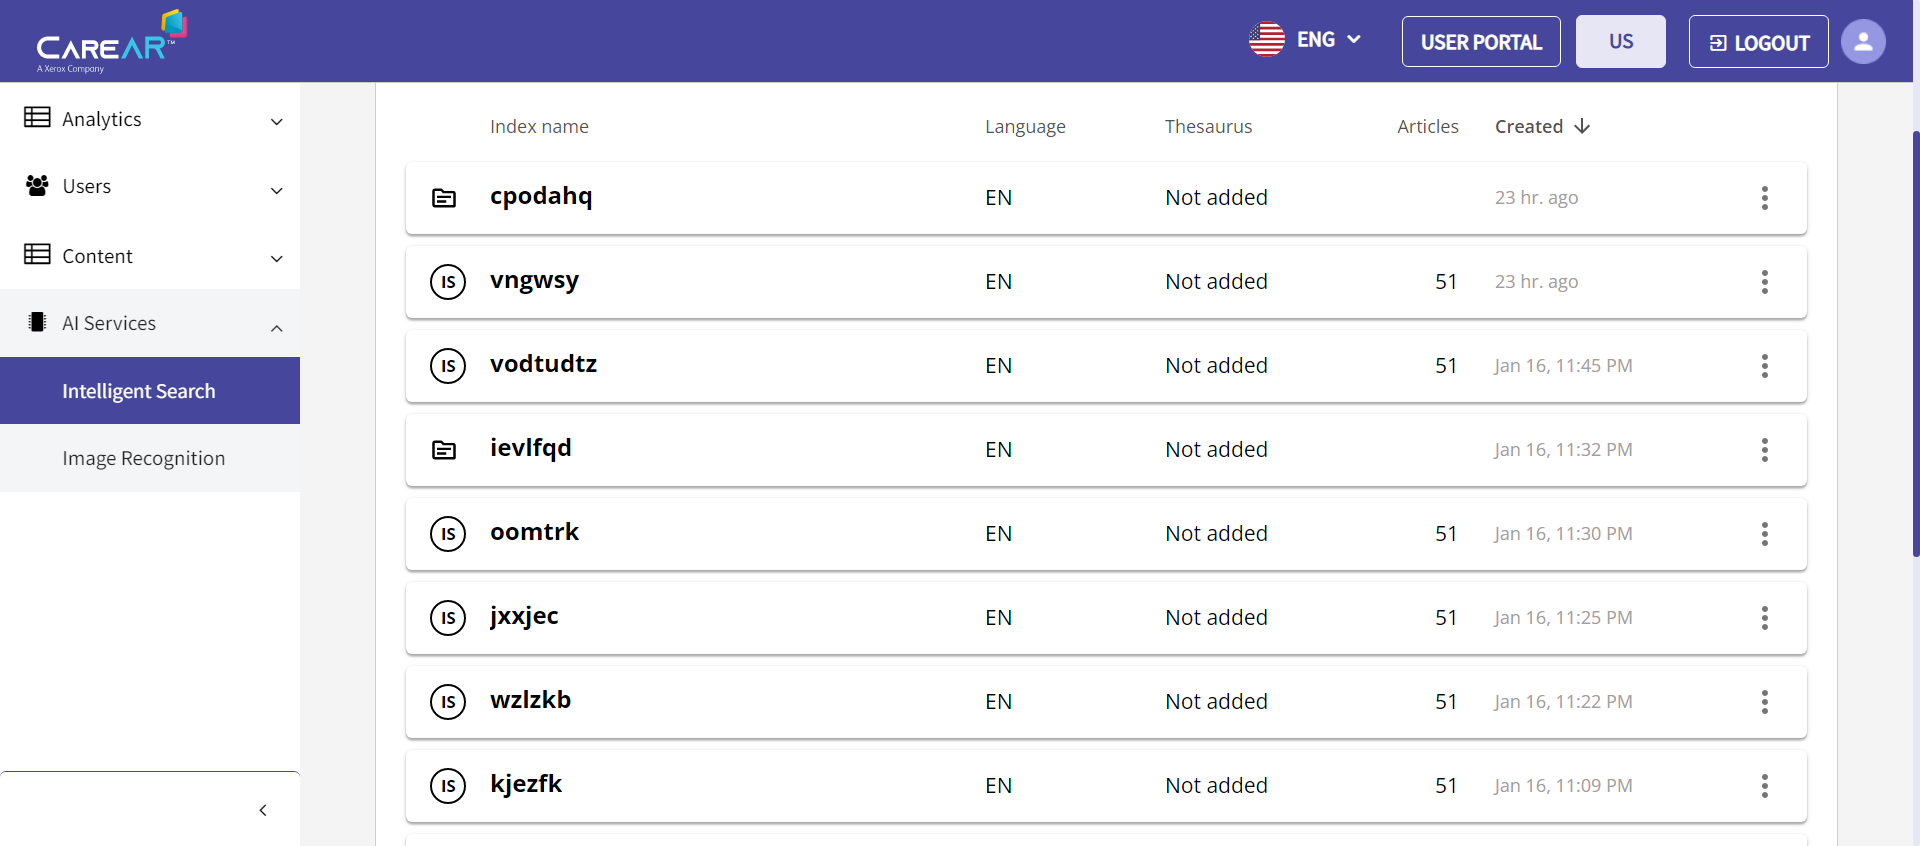 CAREAR™
A Xerox Company
ENG
USER PORTAL
US
LOGOUT
Analytics
Users
Content
AI Services
Intelligent Search
Image Recognition
Index name Language Thesaurus Articles Created
cpodahq EN Not added 23 hr. ago
IS vngwsy EN Not added 51 23 hr. ago
IS vodtudtz EN Not added 51 Jan 16, 11:45 PM
ievlfqd EN Not added Jan 16, 11:32 PM
IS oomtrk EN Not added 51 Jan 16, 11:30 PM
IS jxxjec EN Not added 51 Jan 16, 11:25 PM
IS wzlzkb EN Not added 51 Jan 16, 11:22 PM
IS kjezfk EN Not added 51 Jan 16, 11:09 PM